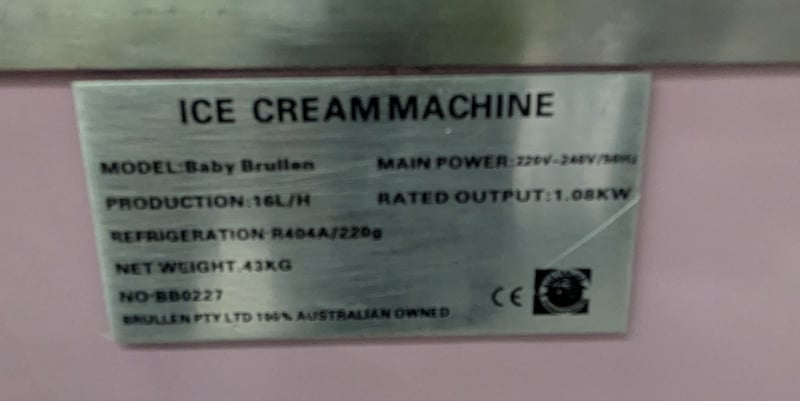 ICE CREAM MACHINE
MODEL:Baby Brullen MAIN POWER:220V-240V/50Hz
PRODUCTION:16L/H RATED OUTPUT:1.08KW
REFRIGERATION:R404A/220g
NET WEIGHT.43KG
NO-BB0227
CE
BRULLEN PTY LTD 100% AUSTRALIAN OWNED